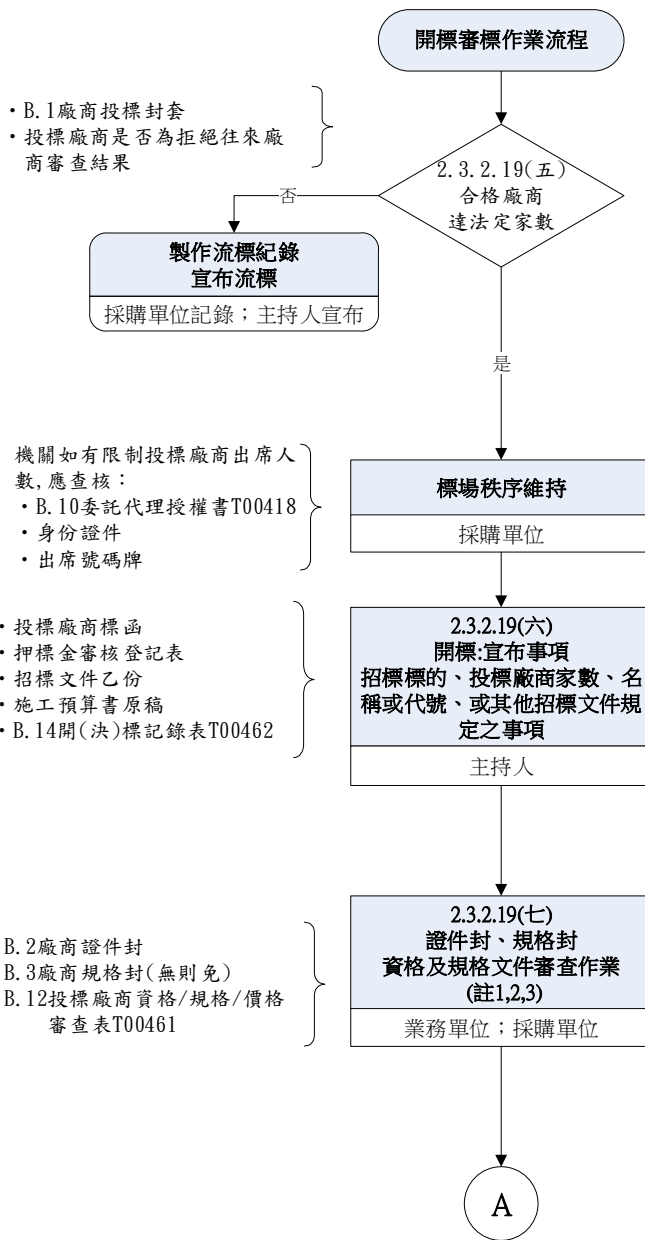 開標審標作業流程
・B.1廠商投標封套
・投標廠商是否為拒絕往來廠
商審查結果
2.3.2.19(五)
合格廠商
達法定家數
否
製作流標紀錄
宣布流標
採購單位記錄；主持人宣布
是
機關如有限制投標廠商出席人
數,應查核：
・B.10委託代理授權書T00418
・身份證件
・出席號碼牌
標場秩序維持
採購單位
・投標廠商標函
・押標金審核登記表
・招標文件乙份
・施工預算書原稿
・B.14開(決)標記錄表T00462
2.3.2.19(六)
開標:宣布事項
招標標的、投標廠商家數、名
稱或代號、或其他招標文件規
定之事項
主持人
B.2廠商證件封
B.3廠商規格封(無則免)
B.12投標廠商資格/規格/價格
審查表T00461
2.3.2.19(七)
證件封、規格封
資格及規格文件審查作業
(註1,2,3)
業務單位；採購單位
A